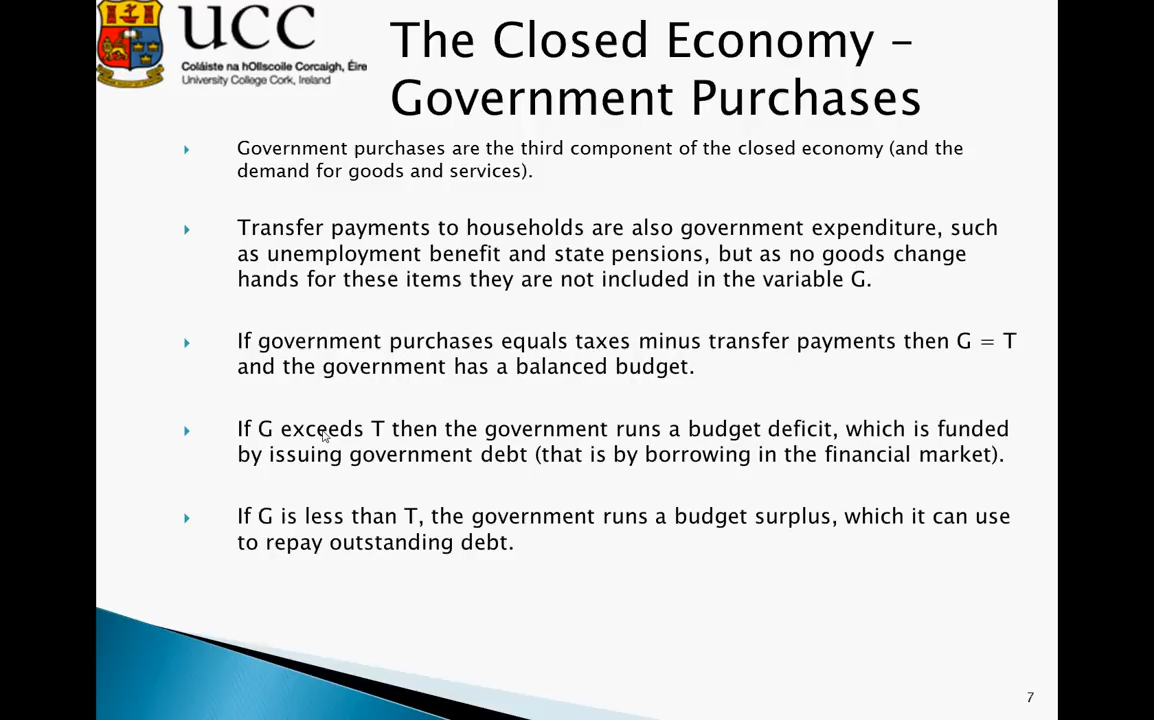 UCC
Coláiste na hOllscoile Corcaigh, Éire
University College Cork, Ireland
The Closed Economy –
Government Purchases
Government purchases are the third component of the closed economy (and the
demand for goods and services).
Transfer payments to households are also government expenditure, such
as unemployment benefit and state pensions, but as no goods change
hands for these items they are not included in the variable G.
If government purchases equals taxes minus transfer payments then G = T
and the government has a balanced budget.
If G exceeds T then the government runs a budget deficit, which is funded
by issuing government debt (that is by borrowing in the financial market).
If G is less than T, the government runs a budget surplus, which it can use
to repay outstanding debt.
7